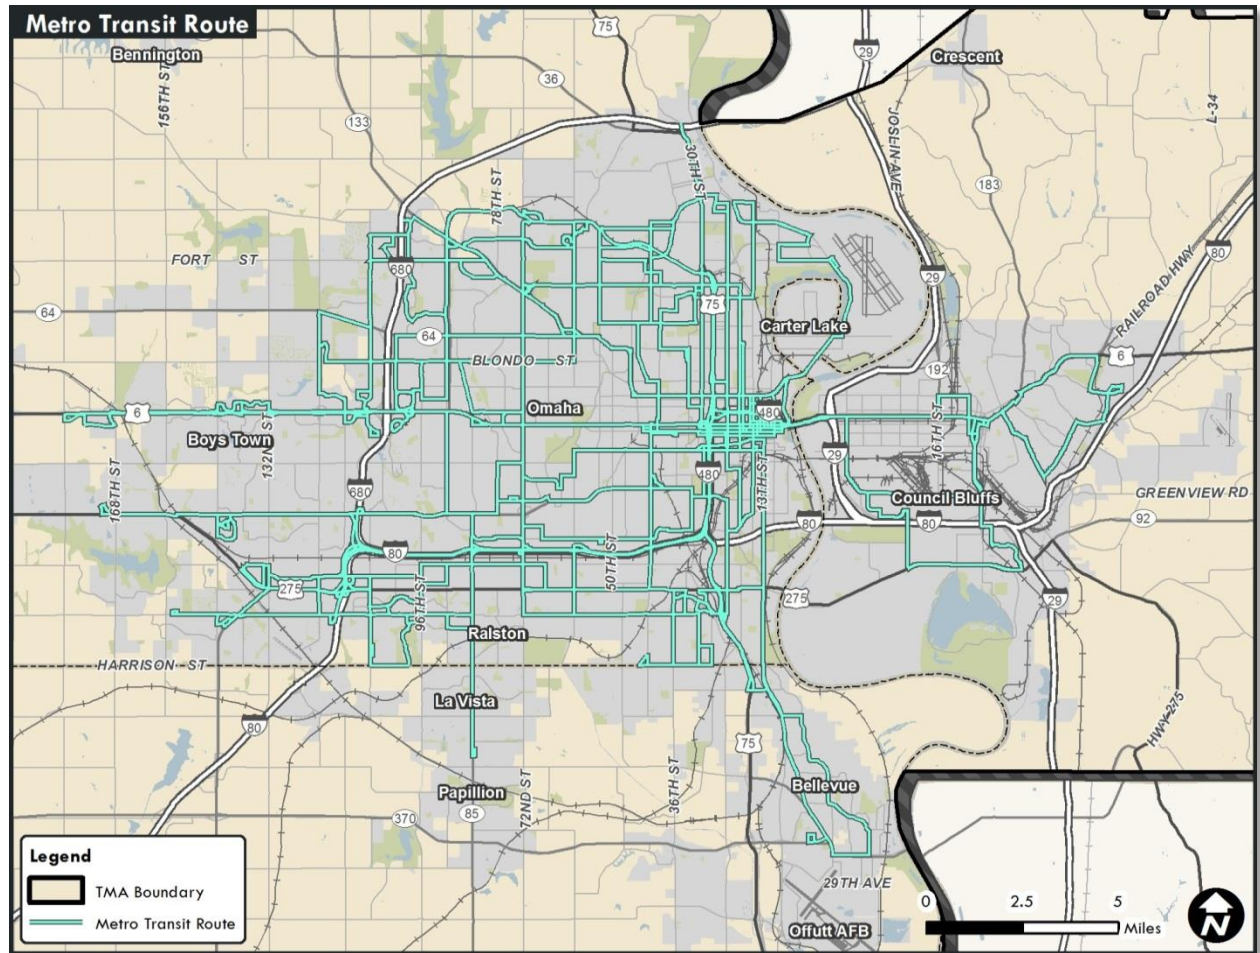 Metro Transit Route
Bennington
75
29
Crescent
36
156TH ST
133
JOSLIN AVE
L-34
30TH ST
183
78TH ST
FORT ST
680
29
80
RAILROAD HWY
64
75
64
Carter Lake
6
BLONDO ST
192
6
Omaha
480
16TH ST
Boys Town
132ND ST
29
168TH ST
680
480
13TH ST
Council Bluffs
GREENVIEW RD
80
80
92
80
50TH ST
275
96TH ST
275
29
Ralston
HARRISON ST
La Vista
HWY 275
80
75
72ND ST
36TH ST
Bellevue
Papillion
85
370
29TH AVE
Offutt AFB
Legend
TMA Boundary
Metro Transit Route
0 2.5 5
Miles
N